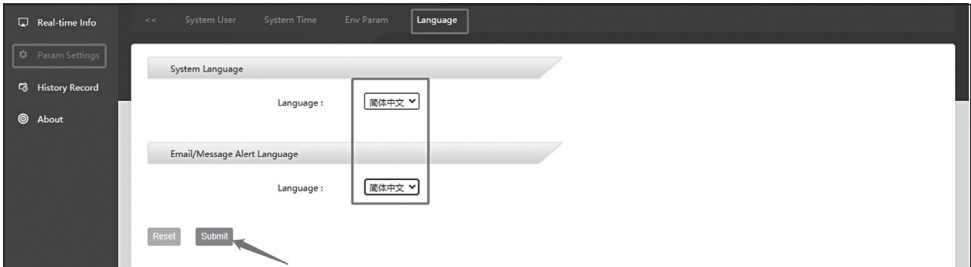 Real-time Info
Param Settings
History Record
About
<< System User System Time Env Param Language
System Language
Language : 简体中文
Email/Message Alert Language
Language : 简体中文
Reset Submit